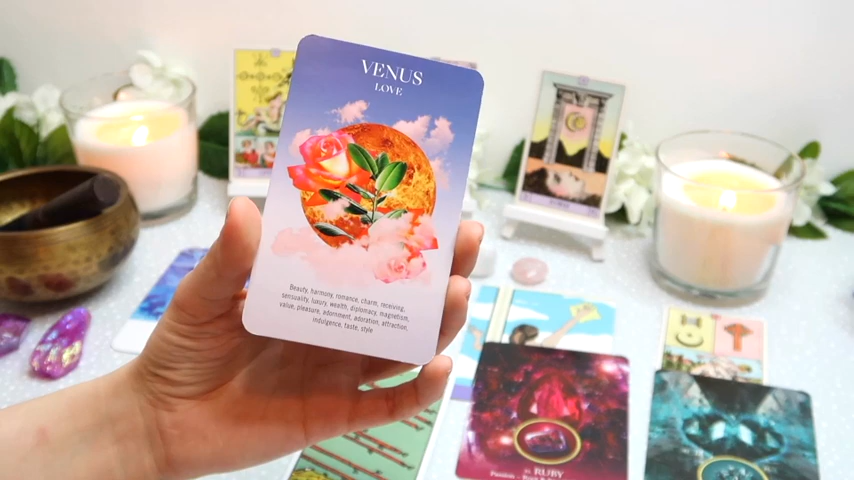 VENUS
LOVE
Beauty, harmony, romance, charm, receiving,
sensuality, luxury, wealth, diplomacy, magnetism,
value, pleasure, adornment, adoration, attraction,
indulgence, taste, style
RUBY
Passion